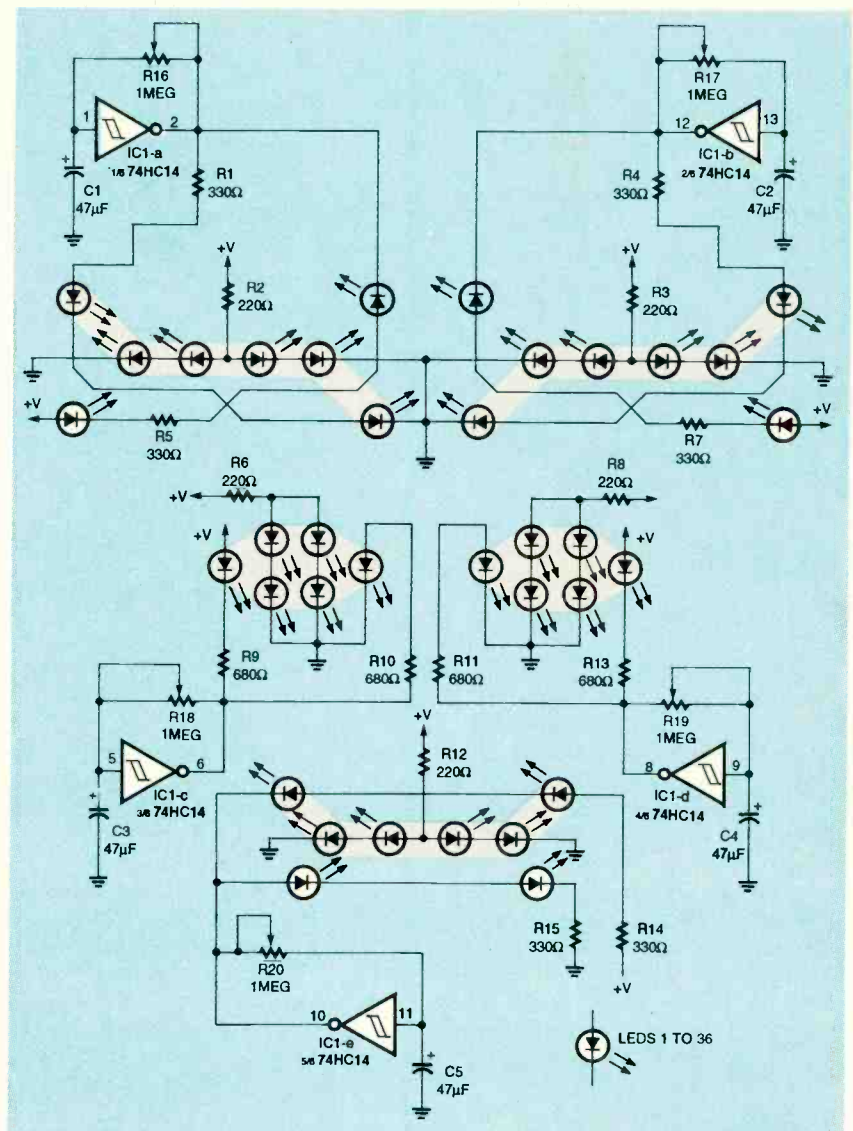 R16
1MEG
1
2
IC1-a
1/6 74HC14
C1
47µF
+
R1
330Ω
R17
1MEG
12
13
IC1-b
2/6 74HC14
R4
330Ω
+
C2
47µF
+V
R2
220Ω
+V
R3
220Ω
+V
R5
330Ω
R7
330Ω
+V
R6
220Ω
+V
+V
R8
220Ω
+V
R9
680Ω
R10
680Ω
R11
680Ω
R13
680Ω
R18
1MEG
5
6
IC1-c
3/6 74HC14
+
C3
47µF
+V
R12
220Ω
R19
1MEG
8
9
IC1-d
4/6 74HC14
+
C4
47µF
R15
330Ω
R14
330Ω
+V
R20
1MEG
10
11
IC1-e
5/6 74HC14
+
C5
47µF
LEDS 1 TO 36